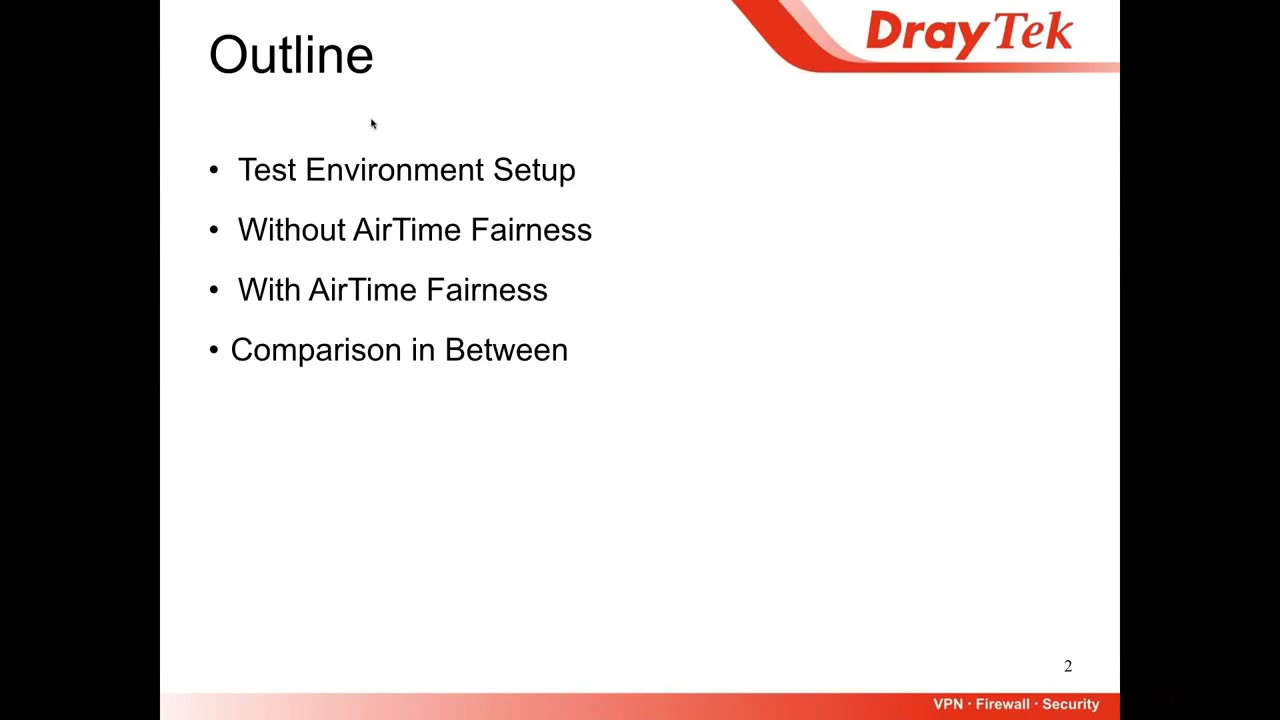 Outline
DrayTek
• Test Environment Setup
• Without AirTime Fairness
• With AirTime Fairness
• Comparison in Between
2
VPN · Firewall · Security